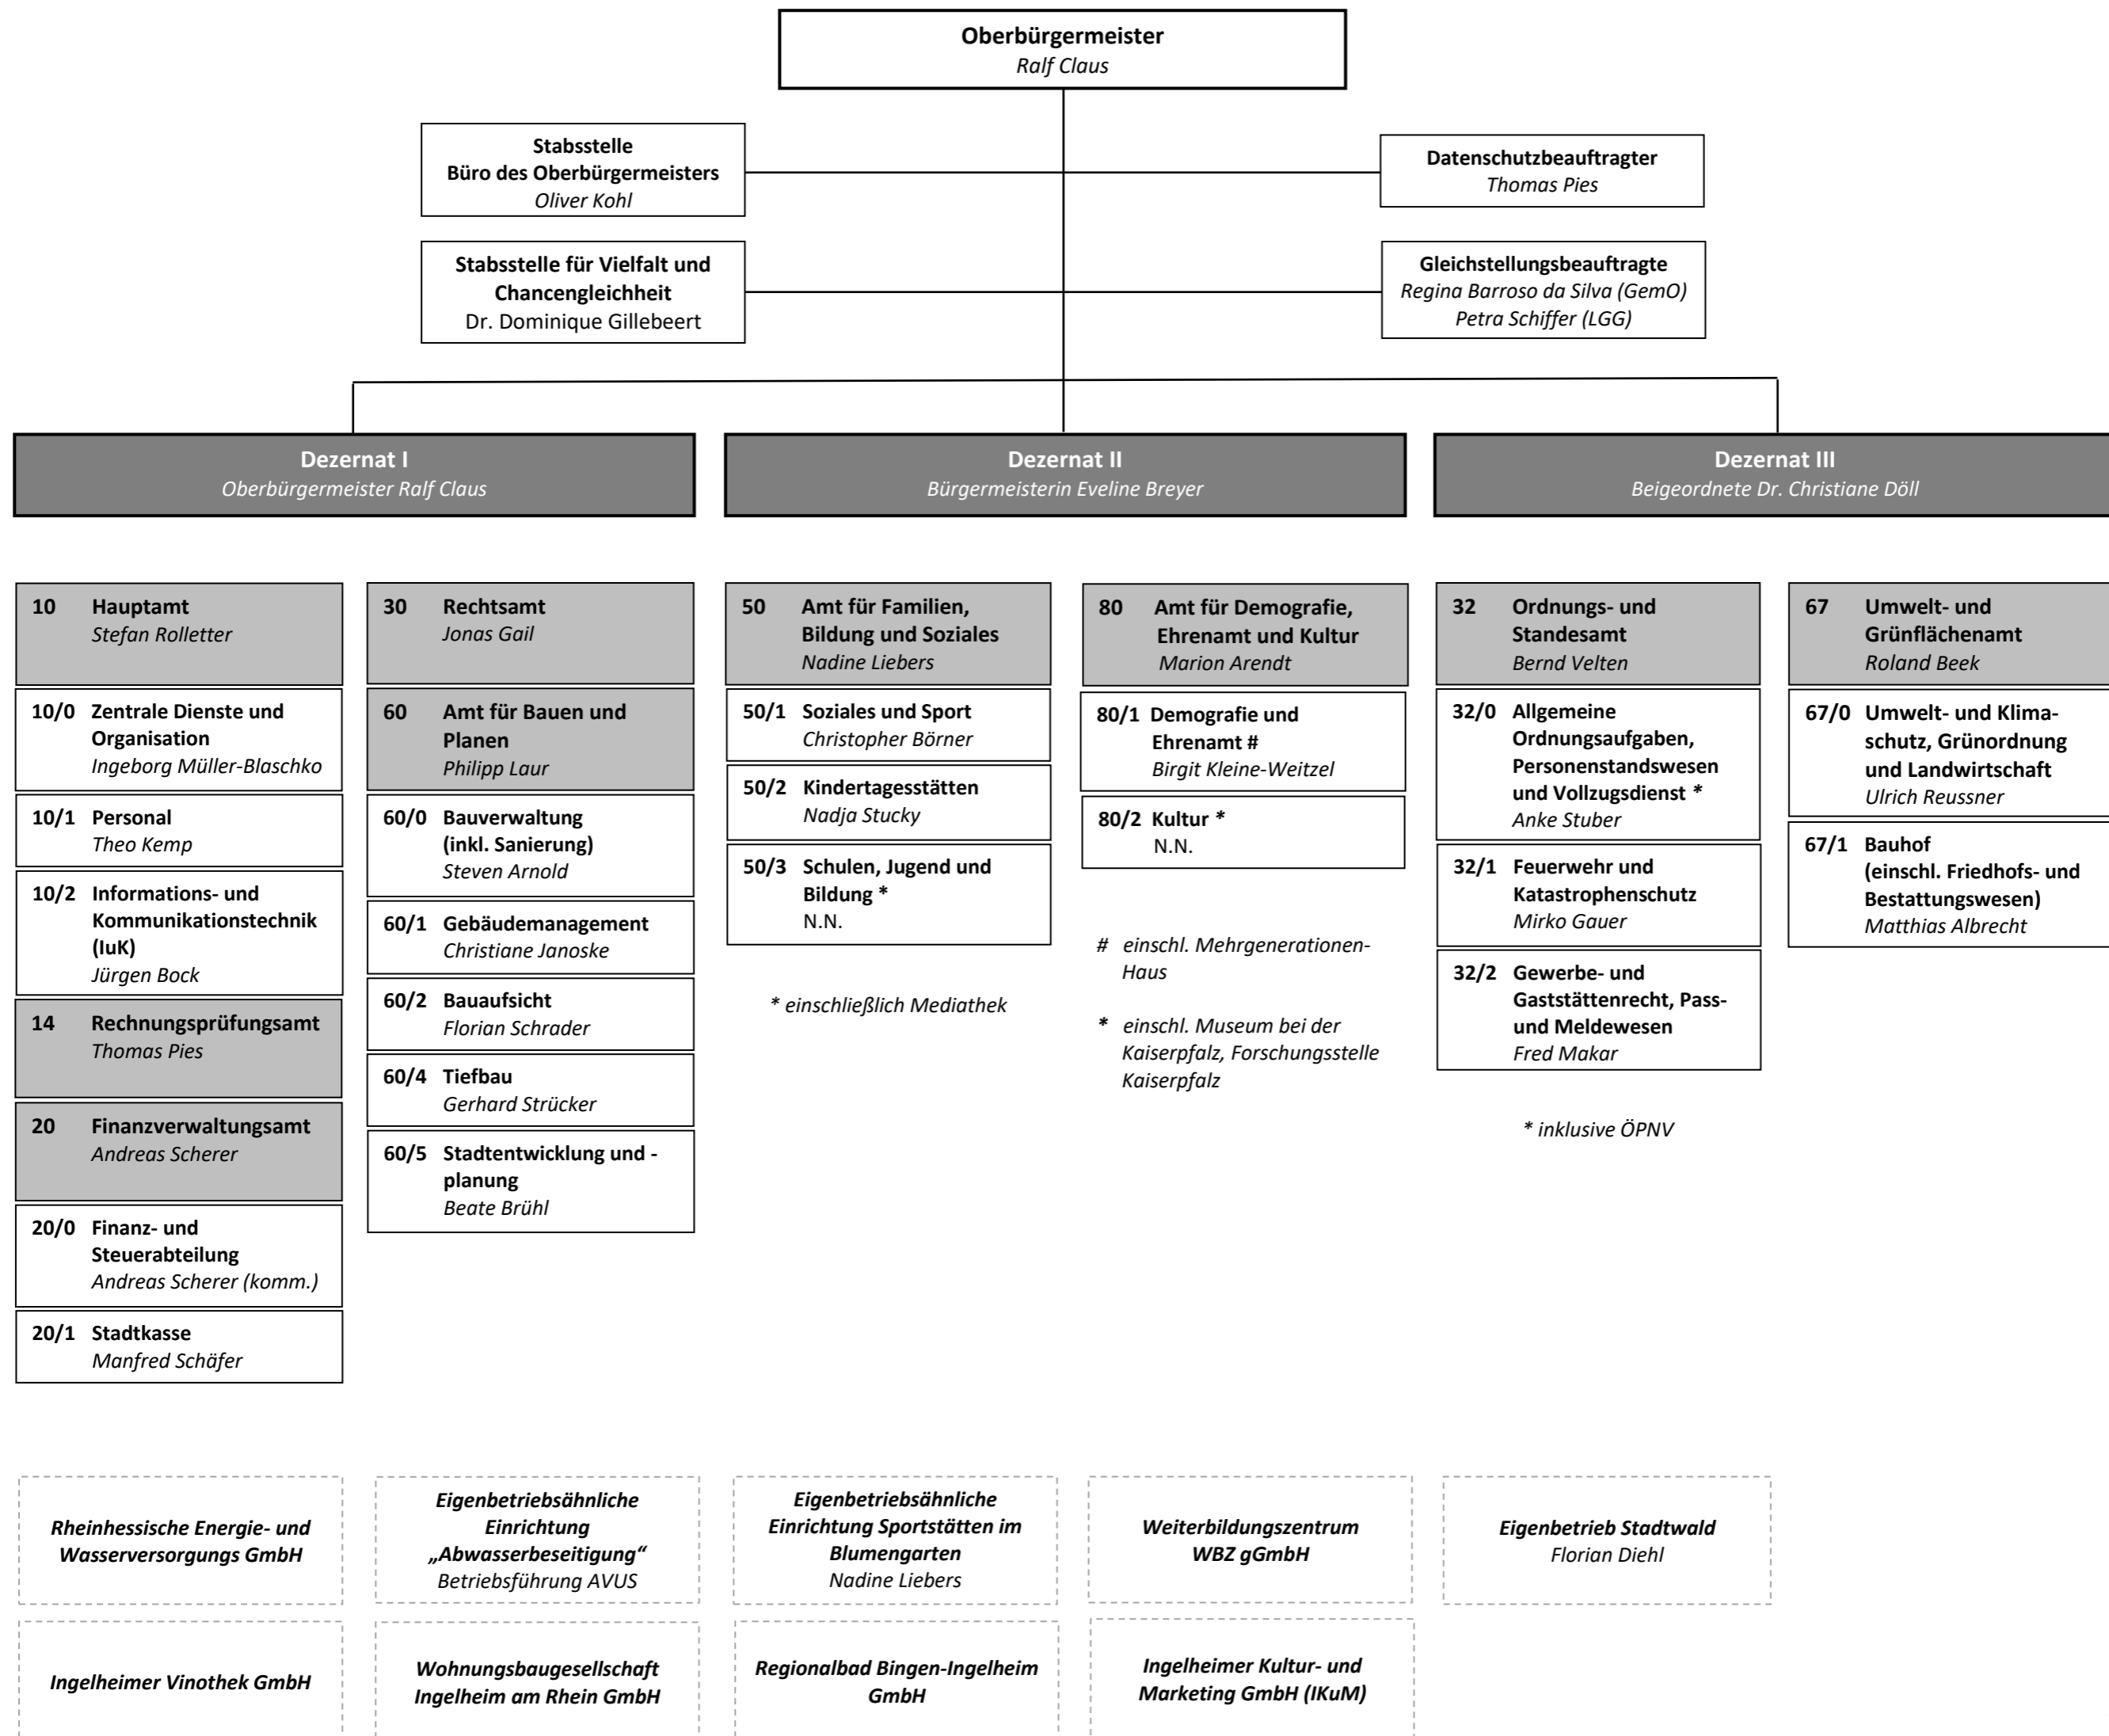 Oberbürgermeister
Ralf Claus
Stabsstelle
Büro des Oberbürgermeisters
Oliver Kohl
Datenschutzbeauftragter
Thomas Pies
Stabsstelle für Vielfalt und
Chancengleichheit
Dr. Dominique Gillebeert
Gleichstellungsbeauftragte
Regina Barroso da Silva (GemO)
Petra Schiffer (LGG)
Dezernat I
Oberbürgermeister Ralf Claus
Dezernat II
Bürgermeisterin Eveline Breyer
Dezernat III
Beigeordnete Dr. Christiane Döll
10 Hauptamt
Stefan Rolletter
10/0 Zentrale Dienste und
Organisation
Ingeborg Müller-Blaschko
10/1 Personal
Theo Kemp
10/2 Informations- und
Kommunikationstechnik
(IuK)
Jürgen Bock
14 Rechnungsprüfungsamt
Thomas Pies
20 Finanzverwaltungsamt
Andreas Scherer
20/0 Finanz- und
Steuerabteilung
Andreas Scherer (komm.)
20/1 Stadtkasse
Manfred Schäfer
30 Rechtsamt
Jonas Gail
60 Amt für Bauen und
Planen
Philipp Laur
60/0 Bauverwaltung
(inkl. Sanierung)
Steven Arnold
60/1 Gebäudemanagement
Christiane Janoske
60/2 Bauaufsicht
Florian Schrader
60/4 Tiefbau
Gerhard Strücker
60/5 Stadtentwicklung und -
planung
Beate Brühl
50 Amt für Familien,
Bildung und Soziales
Nadine Liebers
50/1 Soziales und Sport
Christopher Börner
50/2 Kindertagesstätten
Nadja Stucky
50/3 Schulen, Jugend und
Bildung *
N.N.
* einschließlich Mediathek
80 Amt für Demografie,
Ehrenamt und Kultur
Marion Arendt
80/1 Demografie und
Ehrenamt #
Birgit Kleine-Weitzel
80/2 Kultur *
N.N.
# einschl. Mehrgenerationen-
Haus
* einschl. Museum bei der
Kaiserpfalz, Forschungsstelle
Kaiserpfalz
32 Ordnungs- und
Standesamt
Bernd Velten
32/0 Allgemeine
Ordnungsaufgaben,
Personenstandswesen
und Vollzugsdienst *
Anke Stuber
32/1 Feuerwehr und
Katastrophenschutz
Mirko Gauer
32/2 Gewerbe- und
Gaststättenrecht, Pass-
und Meldewesen
Fred Makar
* inklusive ÖPNV
67 Umwelt- und
Grünflächenamt
Roland Beek
67/0 Umwelt- und Klima-
schutz, Grünordnung
und Landwirtschaft
Ulrich Reussner
67/1 Bauhof
(einschl. Friedhofs- und
Bestattungswesen)
Matthias Albrecht
Rheinhessische Energie- und
Wasserversorgungs GmbH
Eigenbetriebsähnliche
Einrichtung
„Abwasserbeseitigung“
Betriebsführung AVUS
Eigenbetriebsähnliche
Einrichtung Sportstätten im
Blumengarten
Nadine Liebers
Weiterbildungszentrum
WBZ gGmbH
Eigenbetrieb Stadtwald
Florian Diehl
Ingelheimer Vinothek GmbH
Wohnungsbaugesellschaft
Ingelheim am Rhein GmbH
Regionalbad Bingen-Ingelheim
GmbH
Ingelheimer Kultur- und
Marketing GmbH (IKuM)